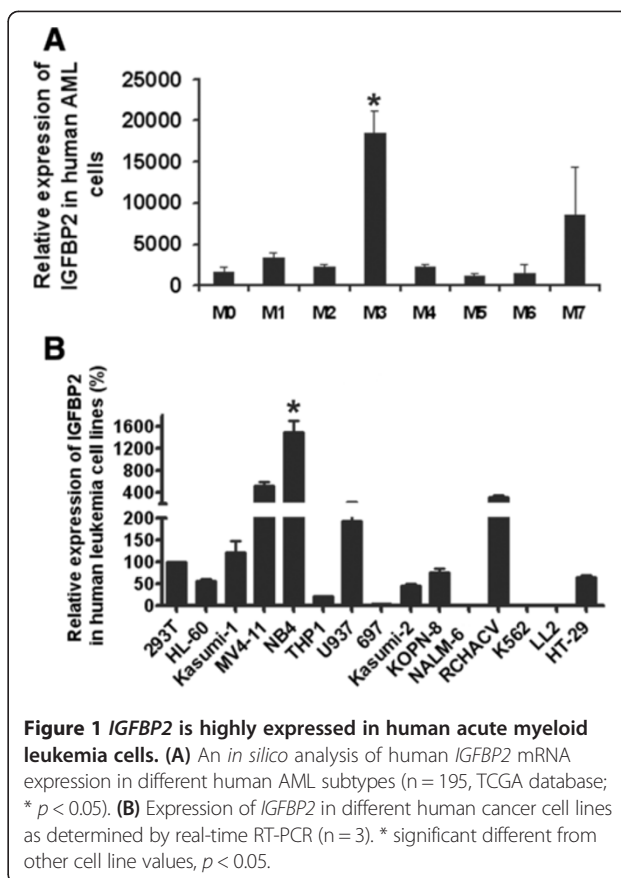 A
Relative expression of
IGFBP2 in human AML
cells
25000
20000
15000
10000
5000
0
*
M0 M1 M2 M3 M4 M5 M6 M7
B
Relative expression of IGFBP2
in human leukemia cell lines (%)
1600
800
400
200
150
100
50
0
*
293T
HL-60
Kasumi-1
MV4-11
NB4
THP1
U937
697
Kasumi-2
KOPN-8
NALM-6
RCHACV
K562
LL2
HT-29
Figure 1 IGFBP2 is highly expressed in human acute myeloid
leukemia cells. (A) An in silico analysis of human IGFBP2 mRNA
expression in different human AML subtypes (n = 195, TCGA database;
* p < 0.05). (B) Expression of IGFBP2 in different human cancer cell lines
as determined by real-time RT-PCR (n = 3). * significant different from
other cell line values, p < 0.05.